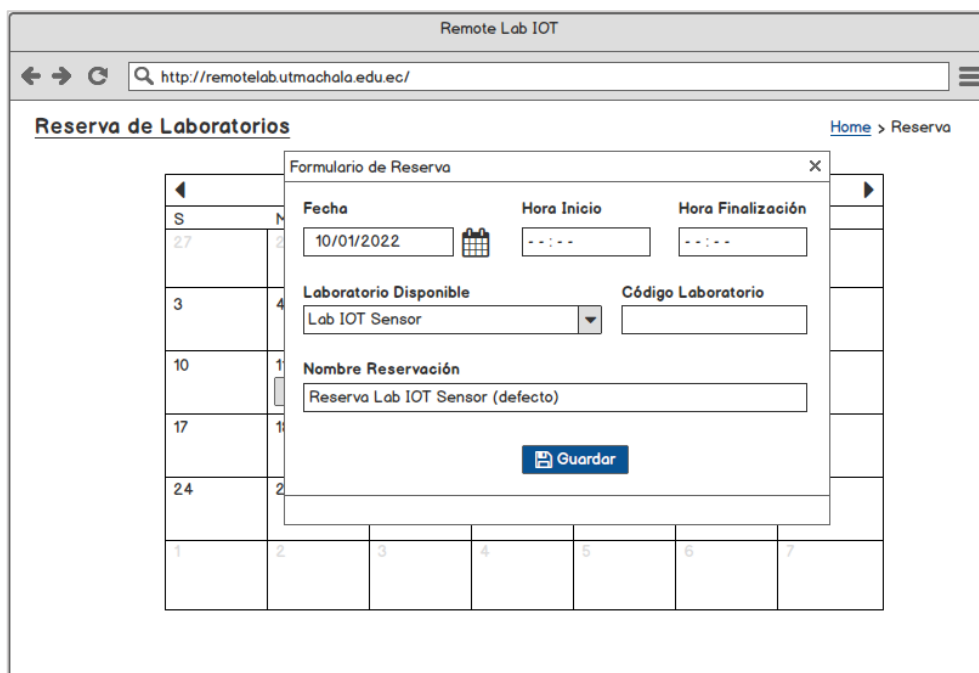 Remote Lab IOT
http://remotelab.utmachala.edu.ec/
Reserva de Laboratorios
Home > Reserva
Formulario de Reserva
Fecha Hora Inicio Hora Finalización
10/01/2022 --:-- --:--
Laboratorio Disponible Código Laboratorio
Lab IOT Sensor
Nombre Reservación
Reserva Lab IOT Sensor (defecto)
Guardar
S
27
3
10
17
24
1 2 3 4 5 6 7